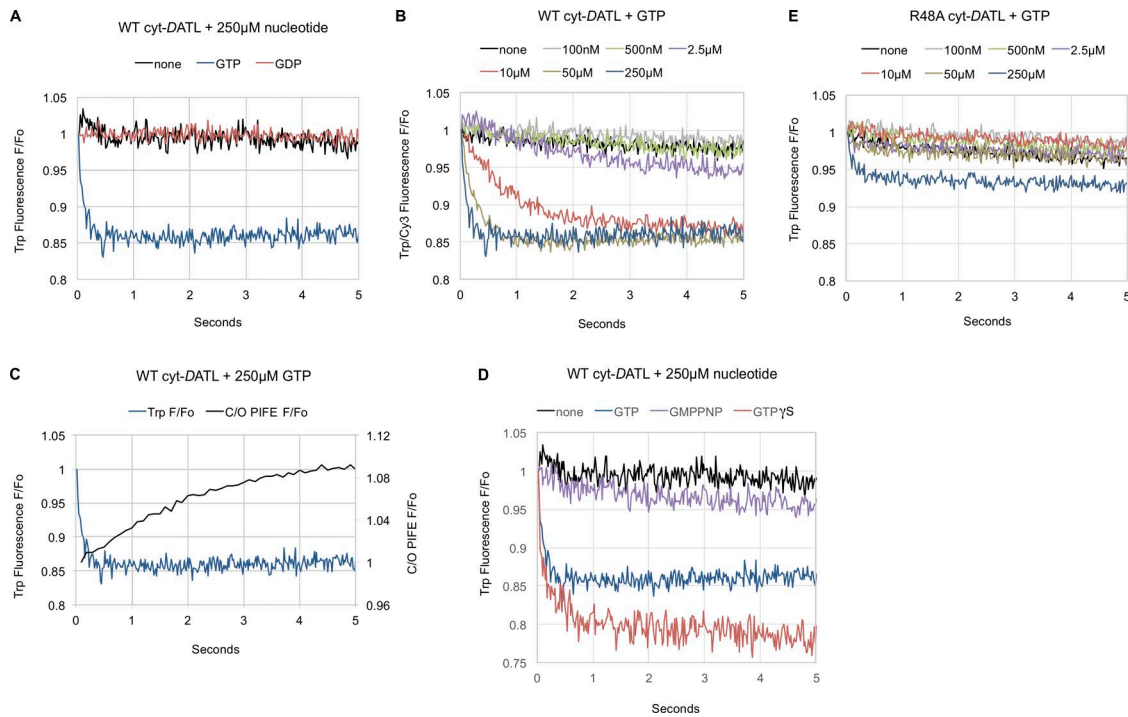 A
WT cyt-DATL + 250µM nucleotide
none GTP GDP
1.05
1
0.95
0.9
0.85
0.8
Trp Fluorescence F/Fo
0 1 2 3 4 5
Seconds
B
WT cyt-DATL + GTP
none 100nM 500nM 2.5µM
10µM 50µM 250µM
1.05
1
0.95
0.9
0.85
0.8
Trp/Cy3 Fluorescence F/Fo
0 1 2 3 4 5
Seconds
E
R48A cyt-DATL + GTP
none 100nM 500nM 2.5µM
10µM 50µM 250µM
1.05
1
0.95
0.9
0.85
0.8
Trp Fluorescence F/Fo
0 1 2 3 4 5
Seconds
C
WT cyt-DATL + 250µM GTP
Trp F/Fo C/O PIFE F/Fo
1.05
1
0.95
0.9
0.85
0.8
Trp Fluorescence F/Fo
1.12
1.08
1.04
1
0.96
C/O PIFE F/Fo
0 1 2 3 4 5
Seconds
D
WT cyt-DATL + 250µM nucleotide
none GTP GMPPNP GTPγS
1.05
1
0.95
0.9
0.85
0.8
0.75
Trp Fluorescence F/Fo
0 1 2 3 4 5
Seconds